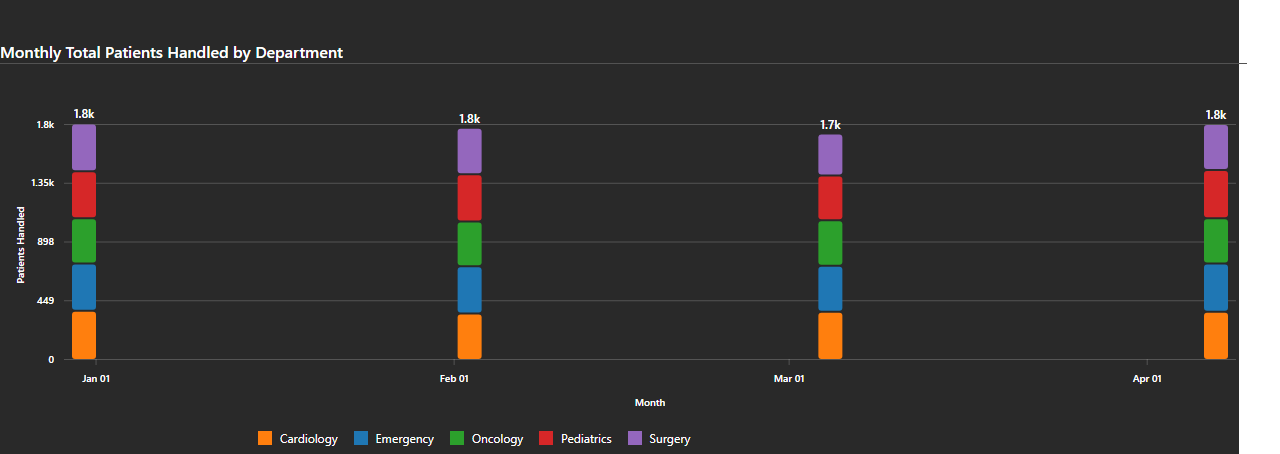 Monthly Total Patients Handled by Department
1.8k
1.8k
1.7k
1.8k
1.8k
1.35k
898
449
0
Patients Handled
Jan 01
Feb 01
Mar 01
Apr 01
Month
Cardiology
Emergency
Oncology
Pediatrics
Surgery